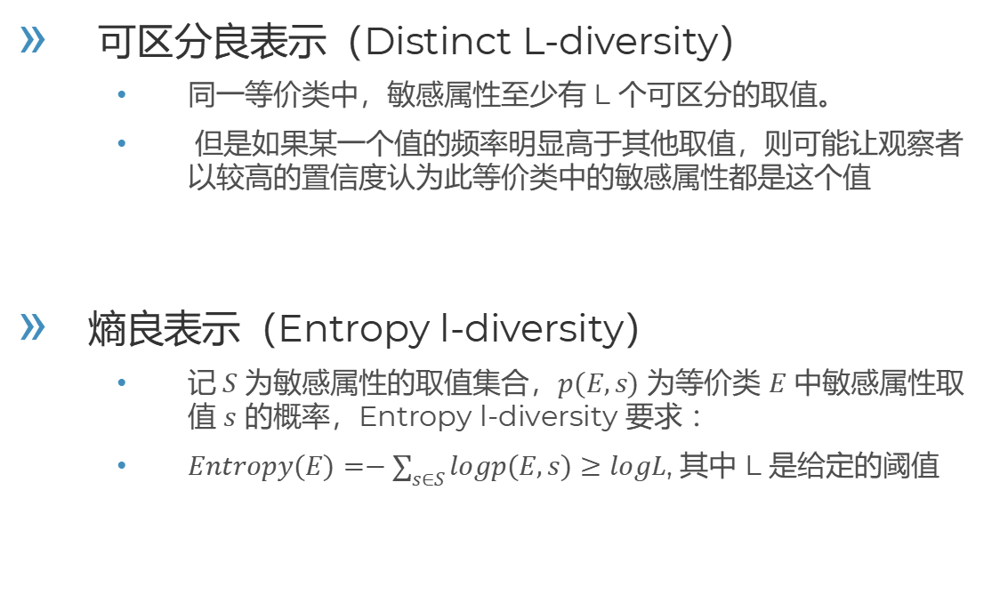 » 可区分良表示（Distinct L-diversity）
• 同一等价类中，敏感属性至少有 L 个可区分的取值。
• 但是如果某一个值的频率明显高于其他取值，则可能让观察者
以较高的置信度认为此等价类中的敏感属性都是这个值
» 熵良表示（Entropy l-diversity）
• 记 S 为敏感属性的取值集合，p(E, s) 为等价类 E 中敏感属性取
值 s 的概率，Entropy l-diversity 要求：
• Entropy(E) =− ∑s∈S logp(E, s) ≥ logL, 其中 L 是给定的阈值